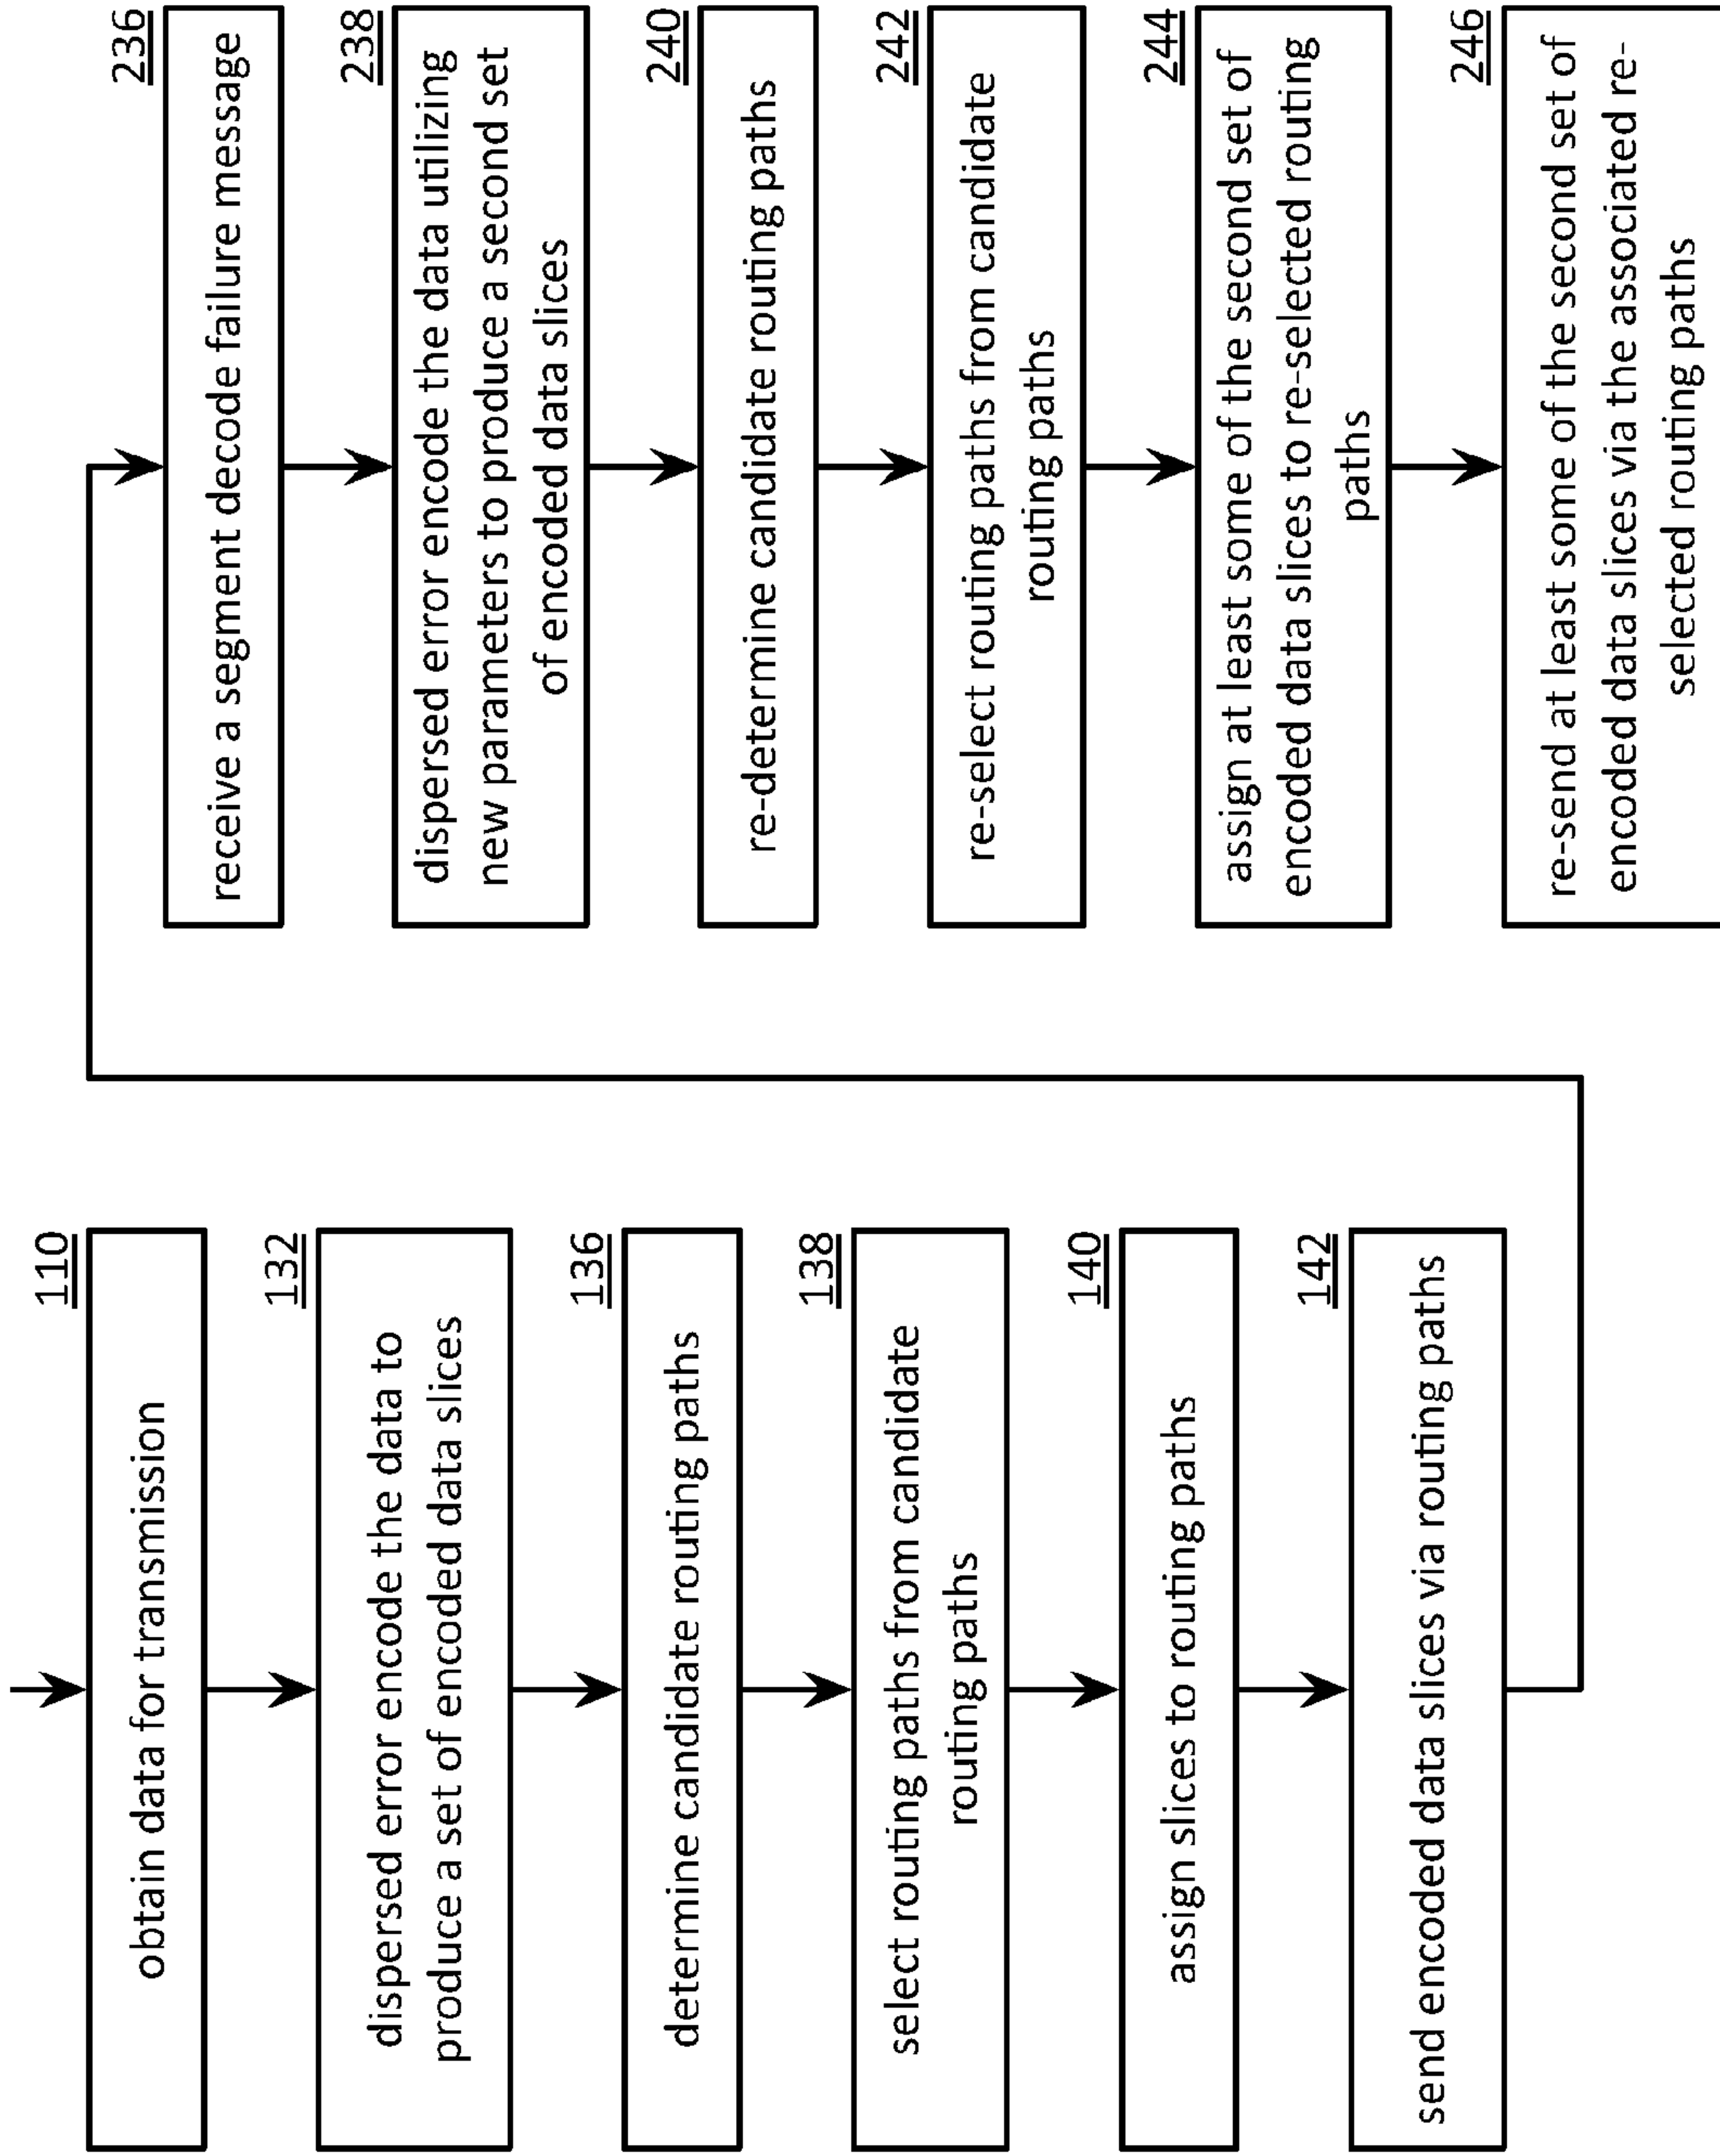 110
obtain data for transmission
132
dispersed error encode the data to
produce a set of encoded data slices
136
determine candidate routing paths
138
select routing paths from candidate
routing paths
140
assign slices to routing paths
142
send encoded data slices via routing paths
236
receive a segment decode failure message
238
dispersed error encode the data utilizing
new parameters to produce a second set
of encoded data slices
240
re-determine candidate routing paths
242
re-select routing paths from candidate
routing paths
244
assign at least some of the second set of
encoded data slices to re-selected routing
paths
246
re-send at least some of the second set of
encoded data slices via the associated re-
selected routing paths